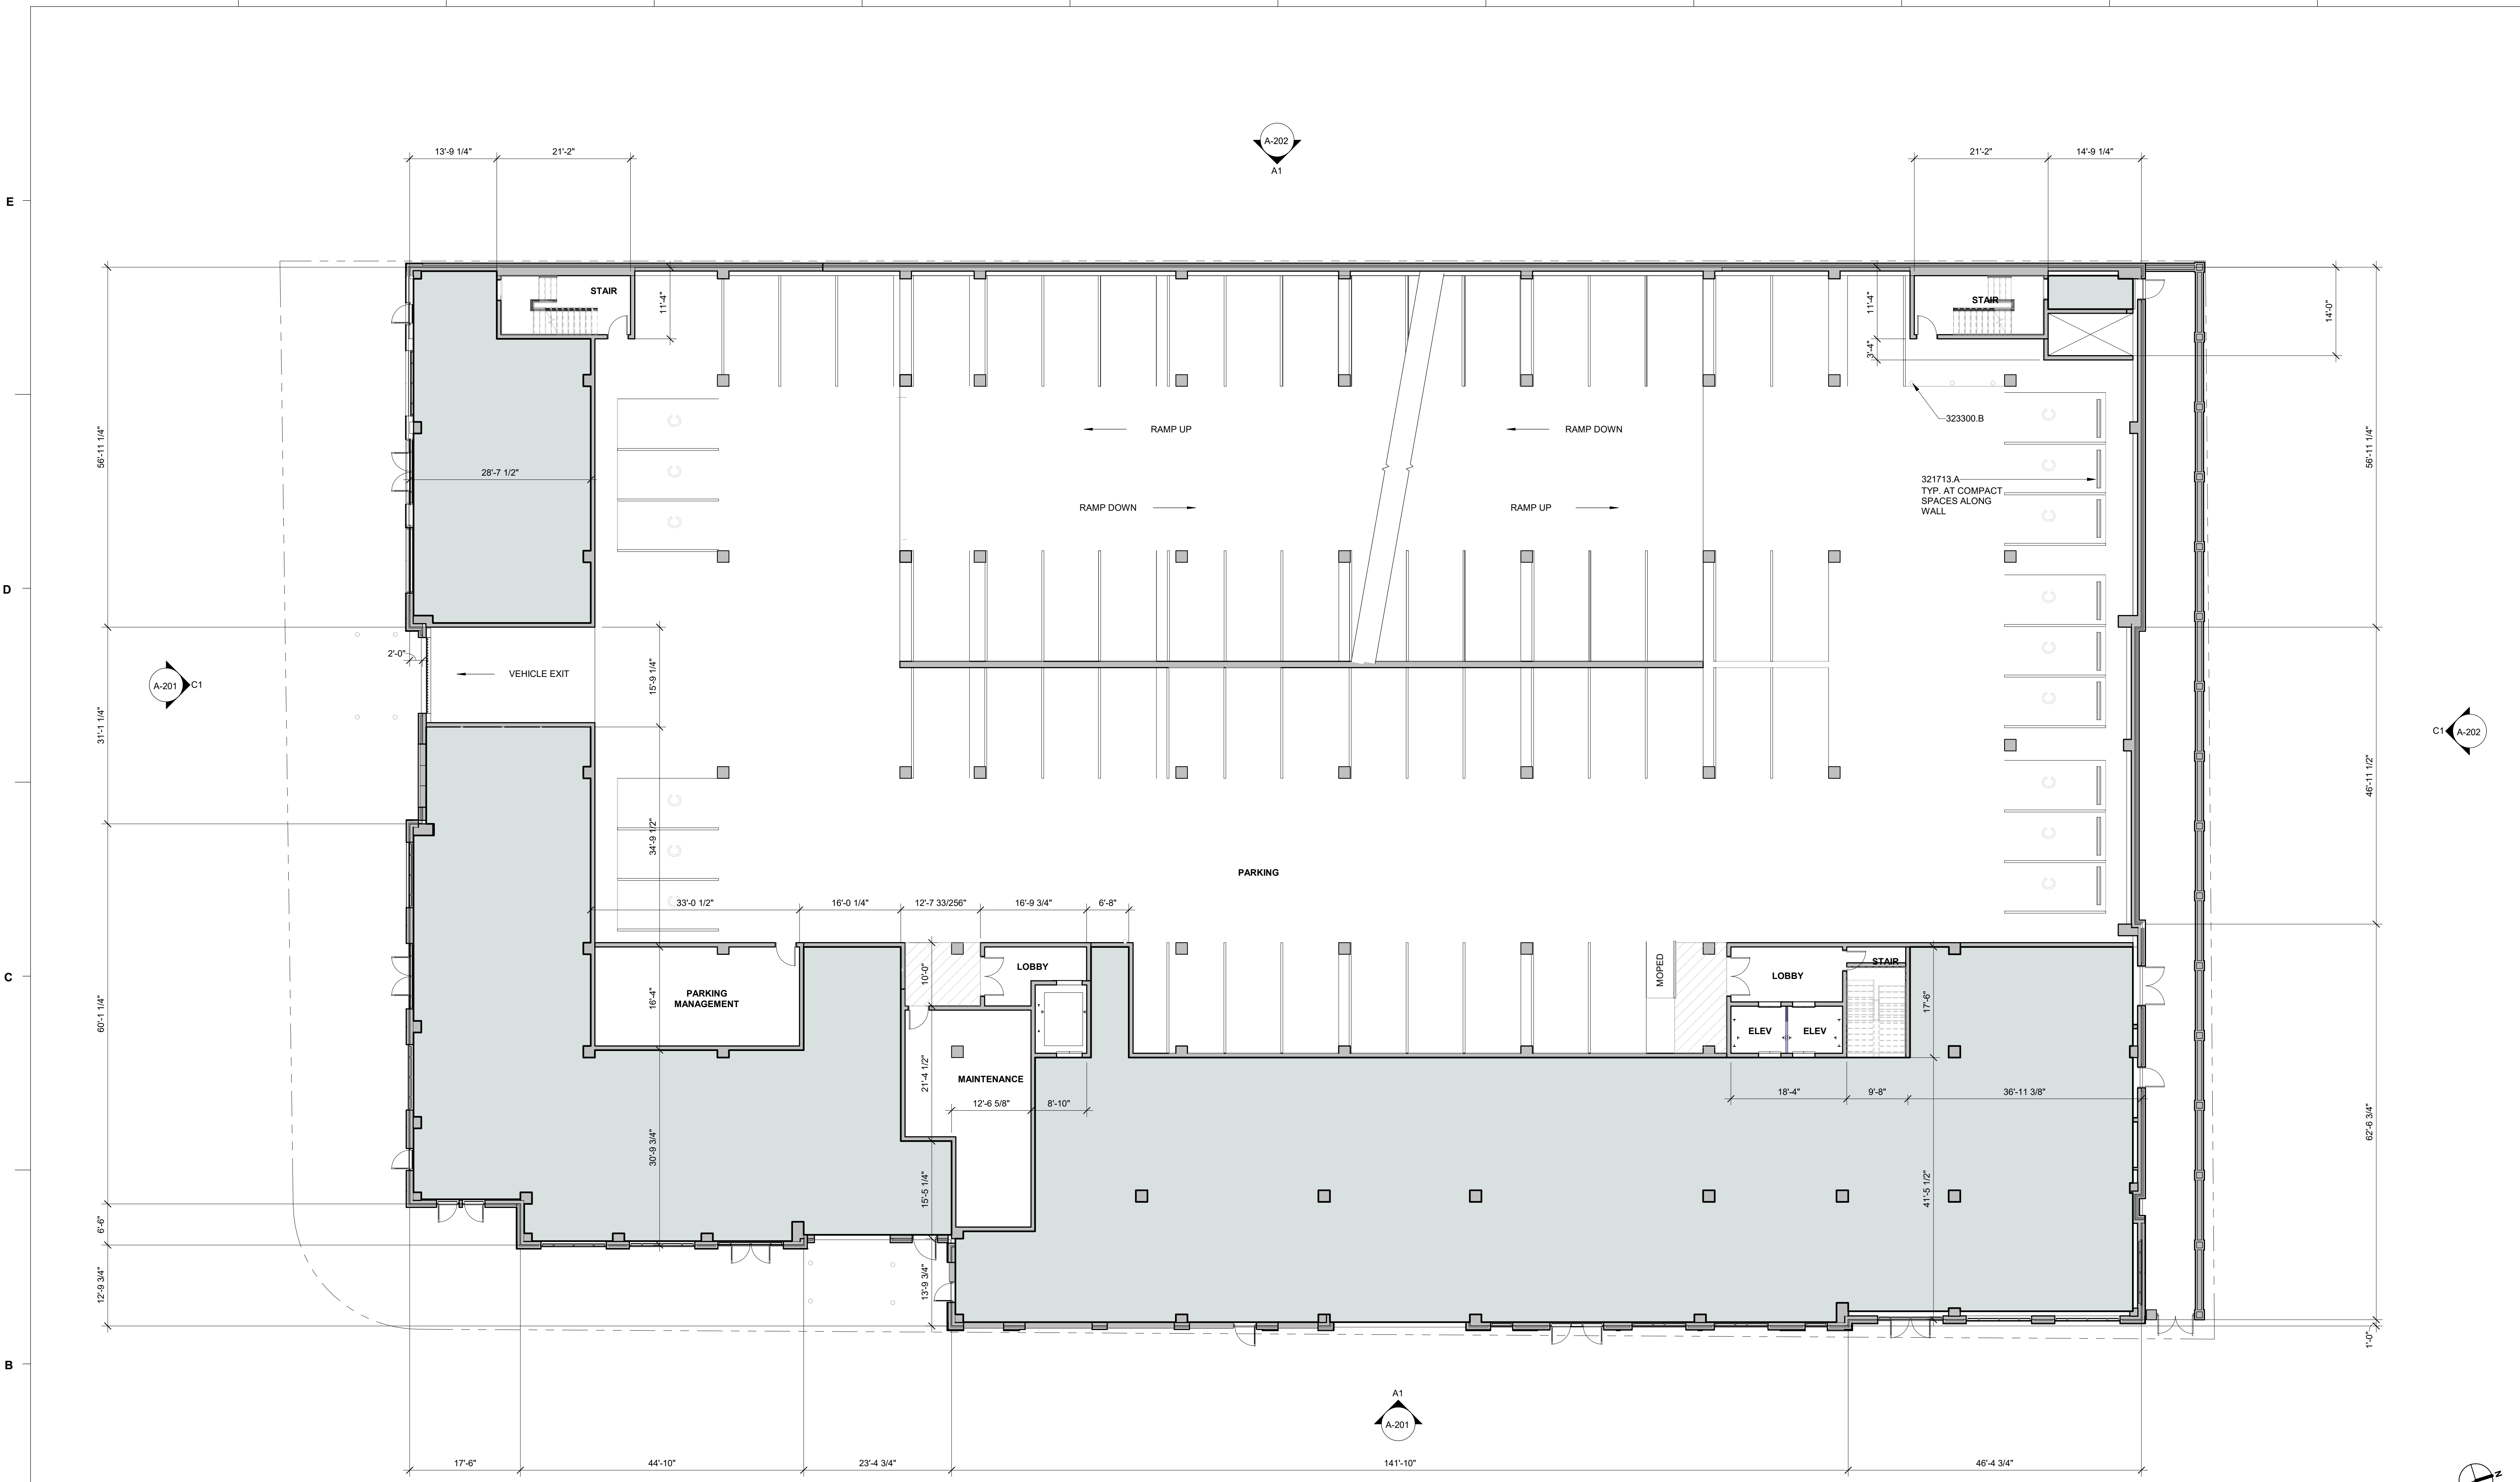 13'-9 1/4"
21'-2"
A-202
A1
21'-2"
14'-9 1/4"
E
STAIR
11'-4"
11'-4"
STAIR
14'-0"
3'-4"
56'-11 1/4"
RAMP UP
RAMP DOWN
323300.B
C
C
56'-11 1/4"
28'-7 1/2"
C
C
321713.A
TYP. AT COMPACT
SPACES ALONG
WALL
RAMP DOWN
RAMP UP
C
C
D
C
2'-0"
C
VEHICLE EXIT
15'-9 1/4"
A-201
C1
C
31'-1 1/4"
C1
A-202
C
C
46'-11 1/2"
34'-9 1/2"
C
C
PARKING
C
C
33'-0 1/2"
16'-0 1/4"
12'-7 33/256"
16'-9 3/4"
6'-8"
C
10'-0"
LOBBY
MOPED
LOBBY
STAIR
PARKING
MANAGEMENT
16'-4"
17'-6"
60'-1 1/4"
ELEV
ELEV
21'-4 1/2"
MAINTENANCE
12'-6 5/8"
8'-10"
18'-4"
9'-8"
36'-11 3/8"
62'-6 3/4"
30'-9 3/4"
15'-5 1/4"
41'-5 1/2"
6'-6"
12'-9 3/4"
13'-9 3/4"
1'-0"
B
A1
A-201
17'-6"
44'-10"
23'-4 3/4"
141'-10"
46'-4 3/4"
N